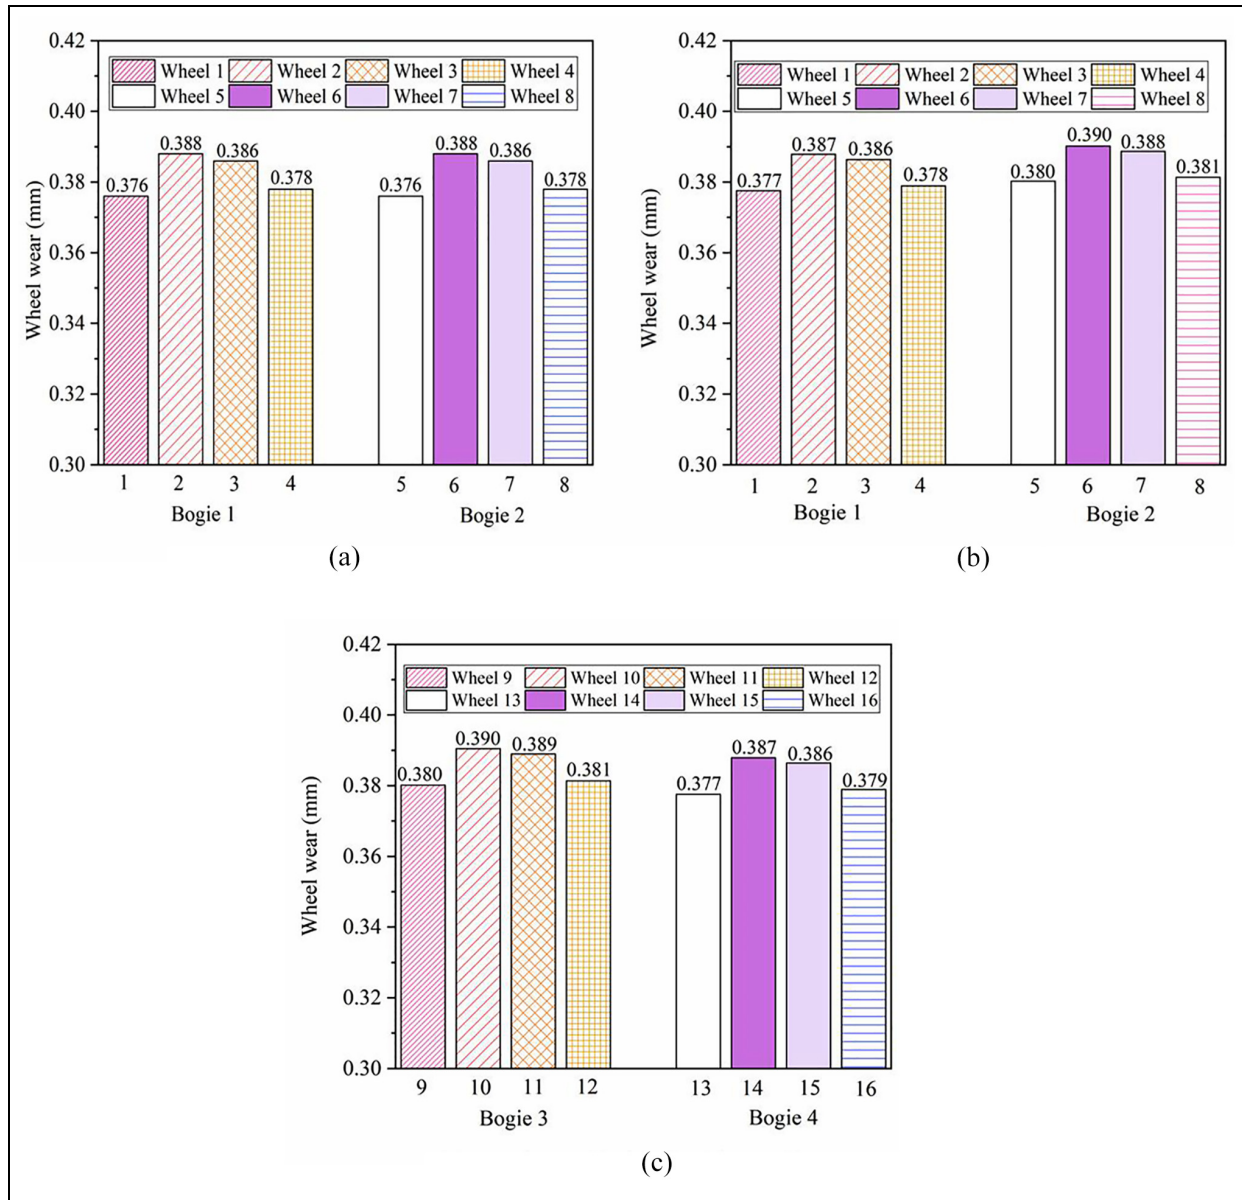 0.42
0.40
0.38
0.36
0.34
0.32
0.30
Wheel wear (mm)
Wheel 1 Wheel 2 Wheel 3 Wheel 4
Wheel 5 Wheel 6 Wheel 7 Wheel 8
0.376 0.388 0.386 0.378 0.376 0.388 0.386 0.378
1 2 3 4 5 6 7 8
Bogie 1 Bogie 2
(a)
0.42
0.40
0.38
0.36
0.34
0.32
0.30
Wheel wear (mm)
Wheel 1 Wheel 2 Wheel 3 Wheel 4
Wheel 5 Wheel 6 Wheel 7 Wheel 8
0.377 0.387 0.386 0.378 0.380 0.390 0.388 0.381
1 2 3 4 5 6 7 8
Bogie 1 Bogie 2
(b)
0.42
0.40
0.38
0.36
0.34
0.32
0.30
Wheel wear (mm)
Wheel 9 Wheel 10 Wheel 11 Wheel 12
Wheel 13 Wheel 14 Wheel 15 Wheel 16
0.380 0.390 0.389 0.381 0.377 0.387 0.386 0.379
9 10 11 12 13 14 15 16
Bogie 3 Bogie 4
(c)